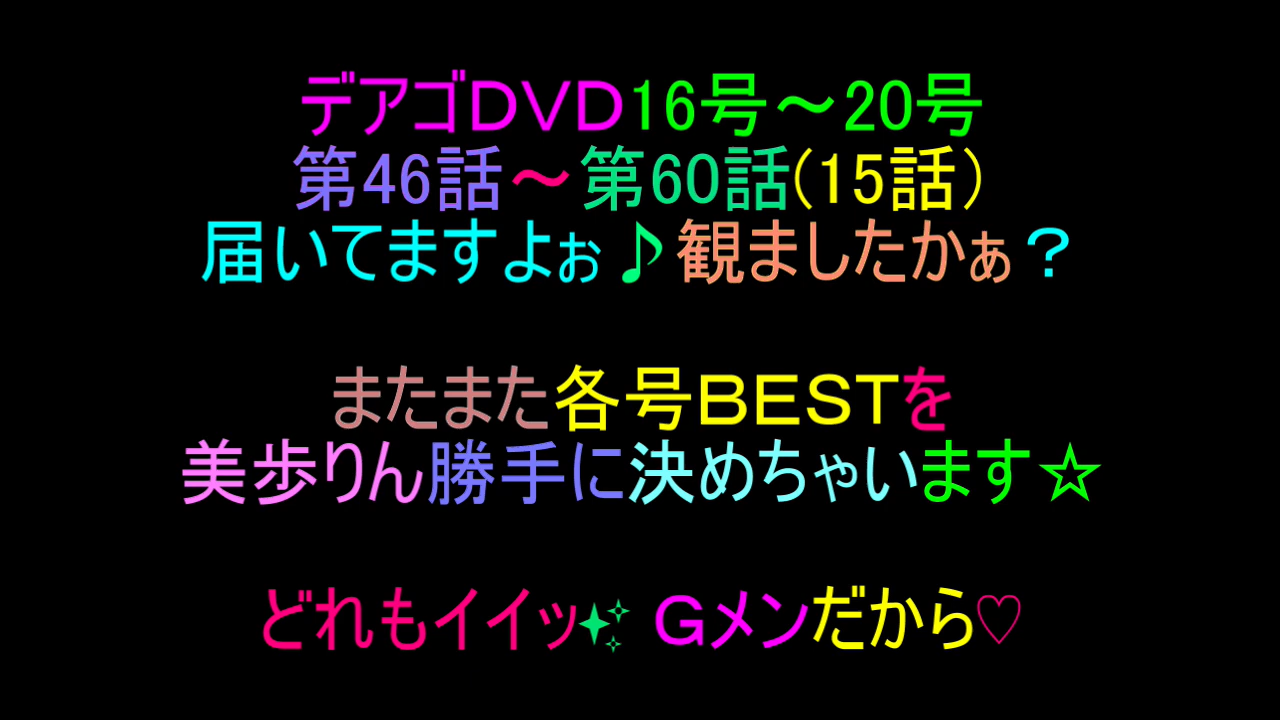 デアゴＤＶＤ16号～20号
第46話～第60話(15話）
届いてますよぉ♪観ましたかぁ？
またまた各号ＢＥＳＴを
美歩りん勝手に決めちゃいます☆
どれもイイッ✨ Ｇメンだから♡